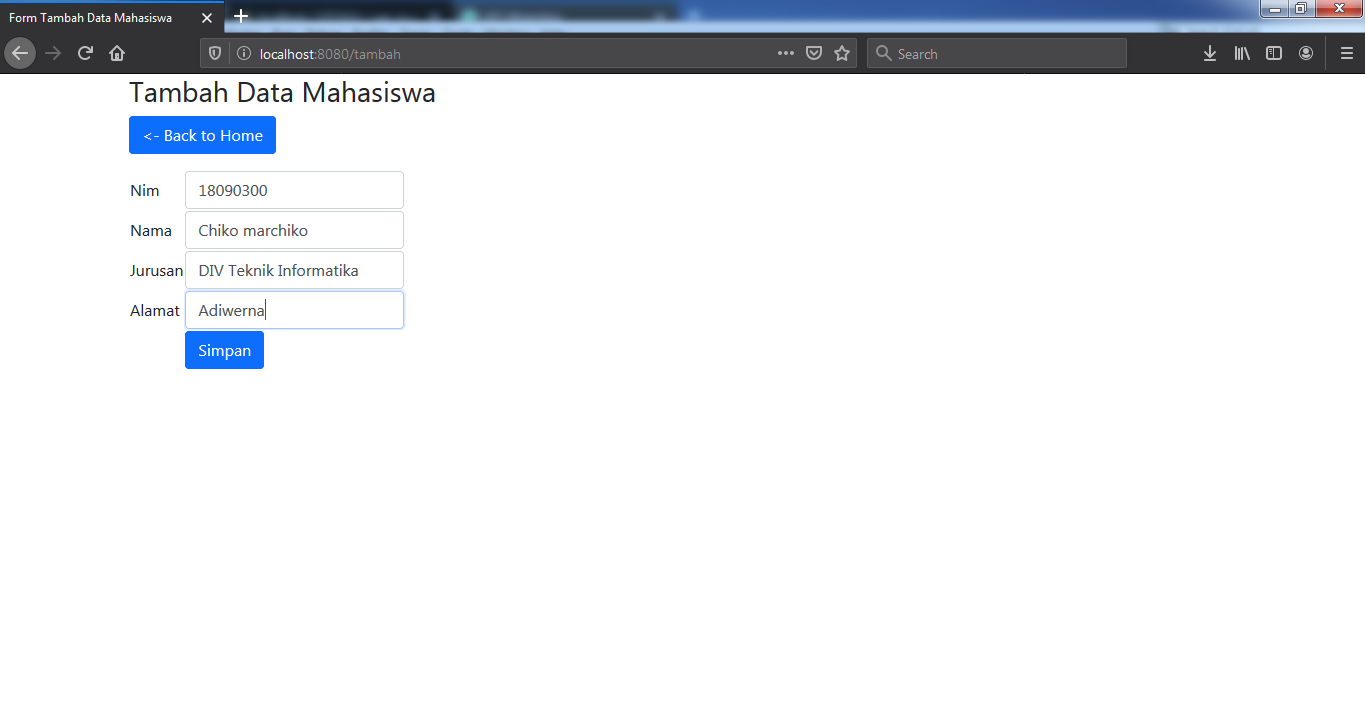 Form Tambah Data Mahasiswa
localhost:8080/tambah
Search
Tambah Data Mahasiswa
<- Back to Home
Nim 18090300
Nama Chiko marchiko
Jurusan DIV Teknik Informatika
Alamat Adiwerna
Simpan